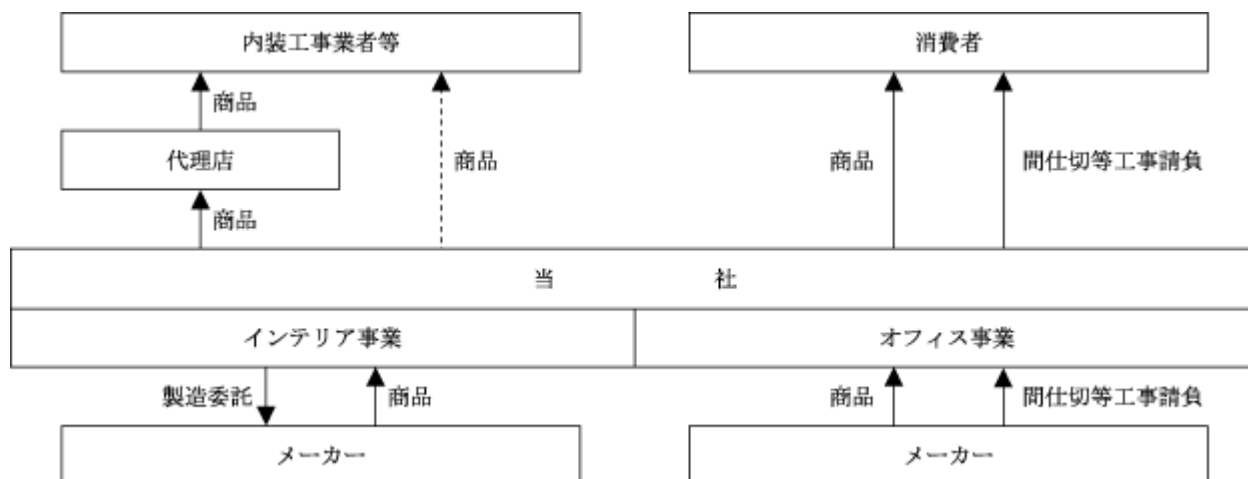 内装工事業者等
消費者
商品
代理店
商品
商品
間仕切等工事請負
商品
当社
インテリア事業
オフィス事業
製造委託
商品
商品
間仕切等工事請負
メーカー
メーカー